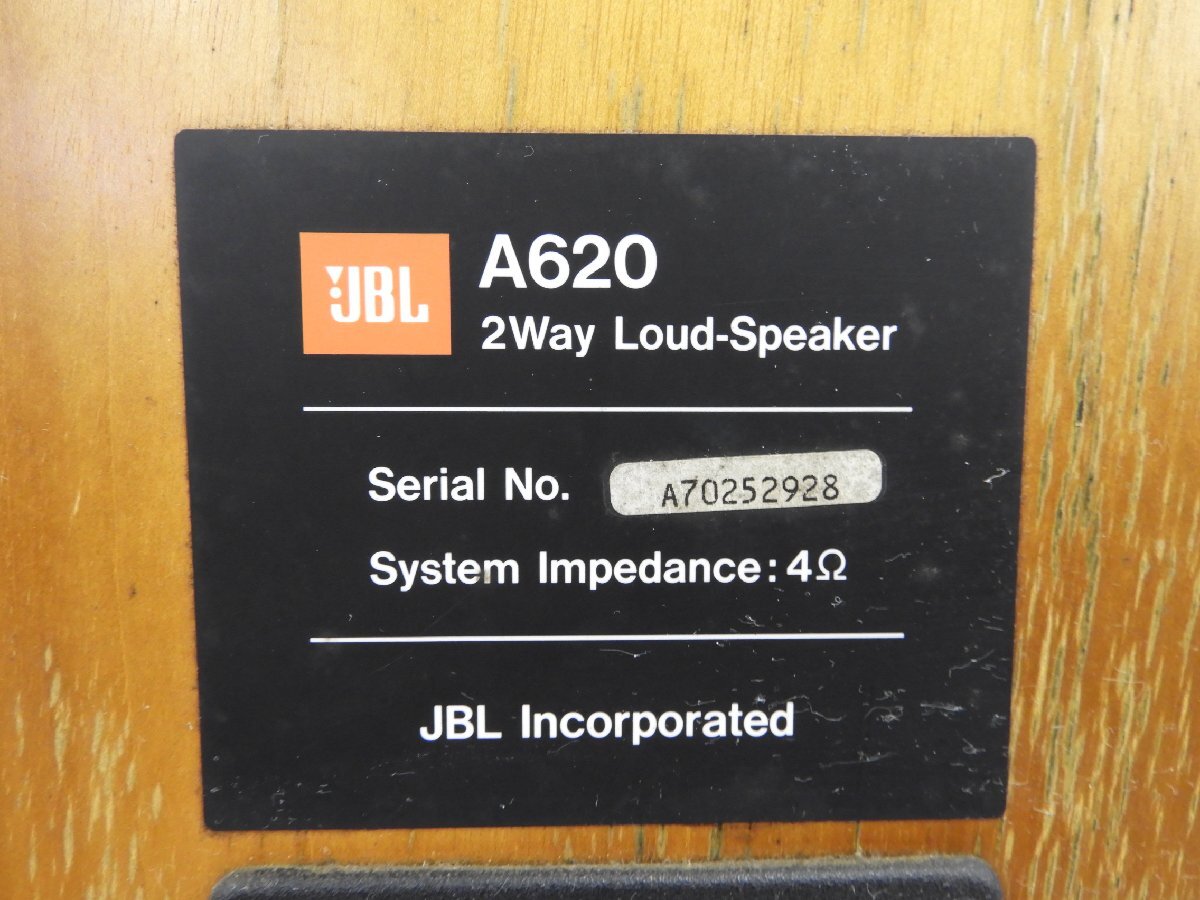 JBL
A620
2Way Loud-Speaker
Serial No. A70252928
System Impedance: 4Ω
JBL Incorporated